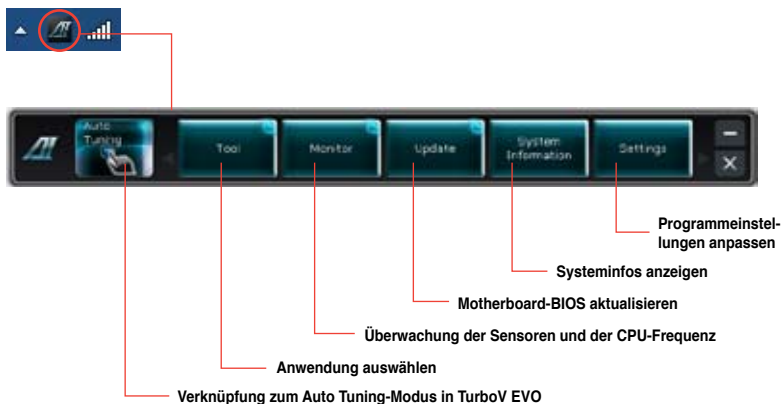 Auto
Tuning
Tool
Monitor
Update
System
Information
Settings
Programmeinstel-
lungen anpassen
Systeminfos anzeigen
Motherboard-BIOS aktualisieren
Überwachung der Sensoren und der CPU-Frequenz
Anwendung auswählen
Verknüpfung zum Auto Tuning-Modus in TurboV EVO